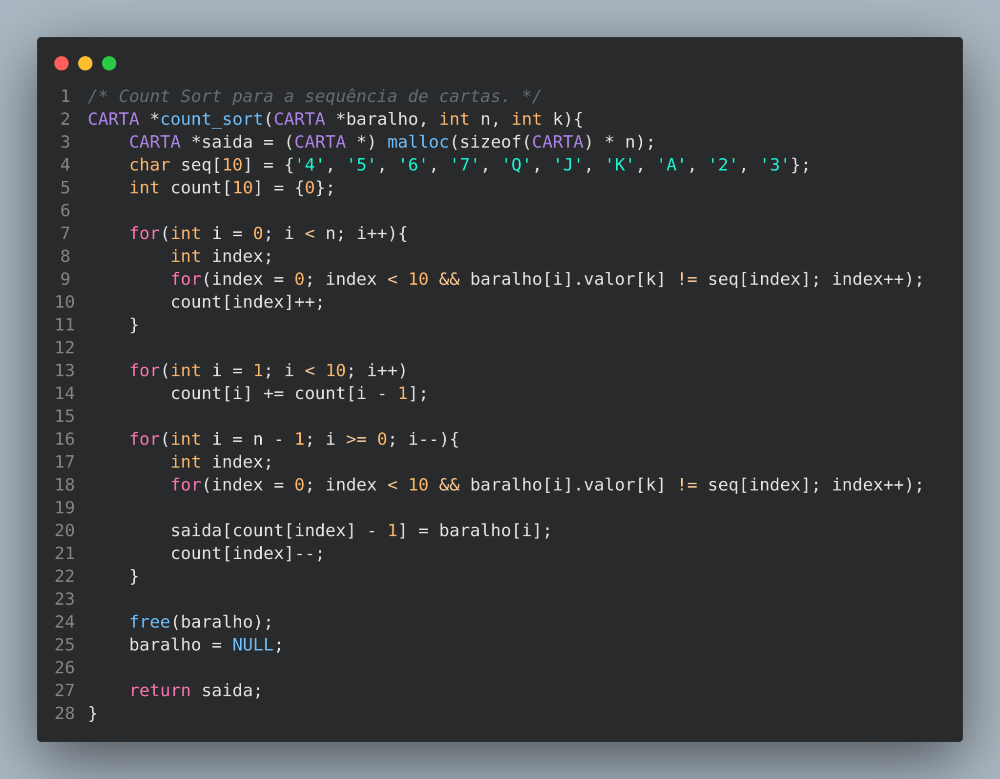 1 /* Count Sort para a sequência de cartas. */
2 CARTA *count_sort(CARTA *baralho, int n, int k){
3     CARTA *saida = (CARTA *) malloc(sizeof(CARTA) * n);
4     char seq[10] = {'4', '5', '6', '7', 'Q', 'J', 'K', 'A', '2', '3'};
5     int count[10] = {0};
6
7     for(int i = 0; i < n; i++){
8         int index;
9         for(index = 0; index < 10 && baralho[i].valor[k] != seq[index]; index++);
10         count[index]++;
11     }
12
13     for(int i = 1; i < 10; i++)
14         count[i] += count[i - 1];
15
16     for(int i = n - 1; i >= 0; i--){
17         int index;
18         for(index = 0; index < 10 && baralho[i].valor[k] != seq[index]; index++);
19
20         saida[count[index] - 1] = baralho[i];
21         count[index]--;
22     }
23
24     free(baralho);
25     baralho = NULL;
26
27     return saida;
28 }